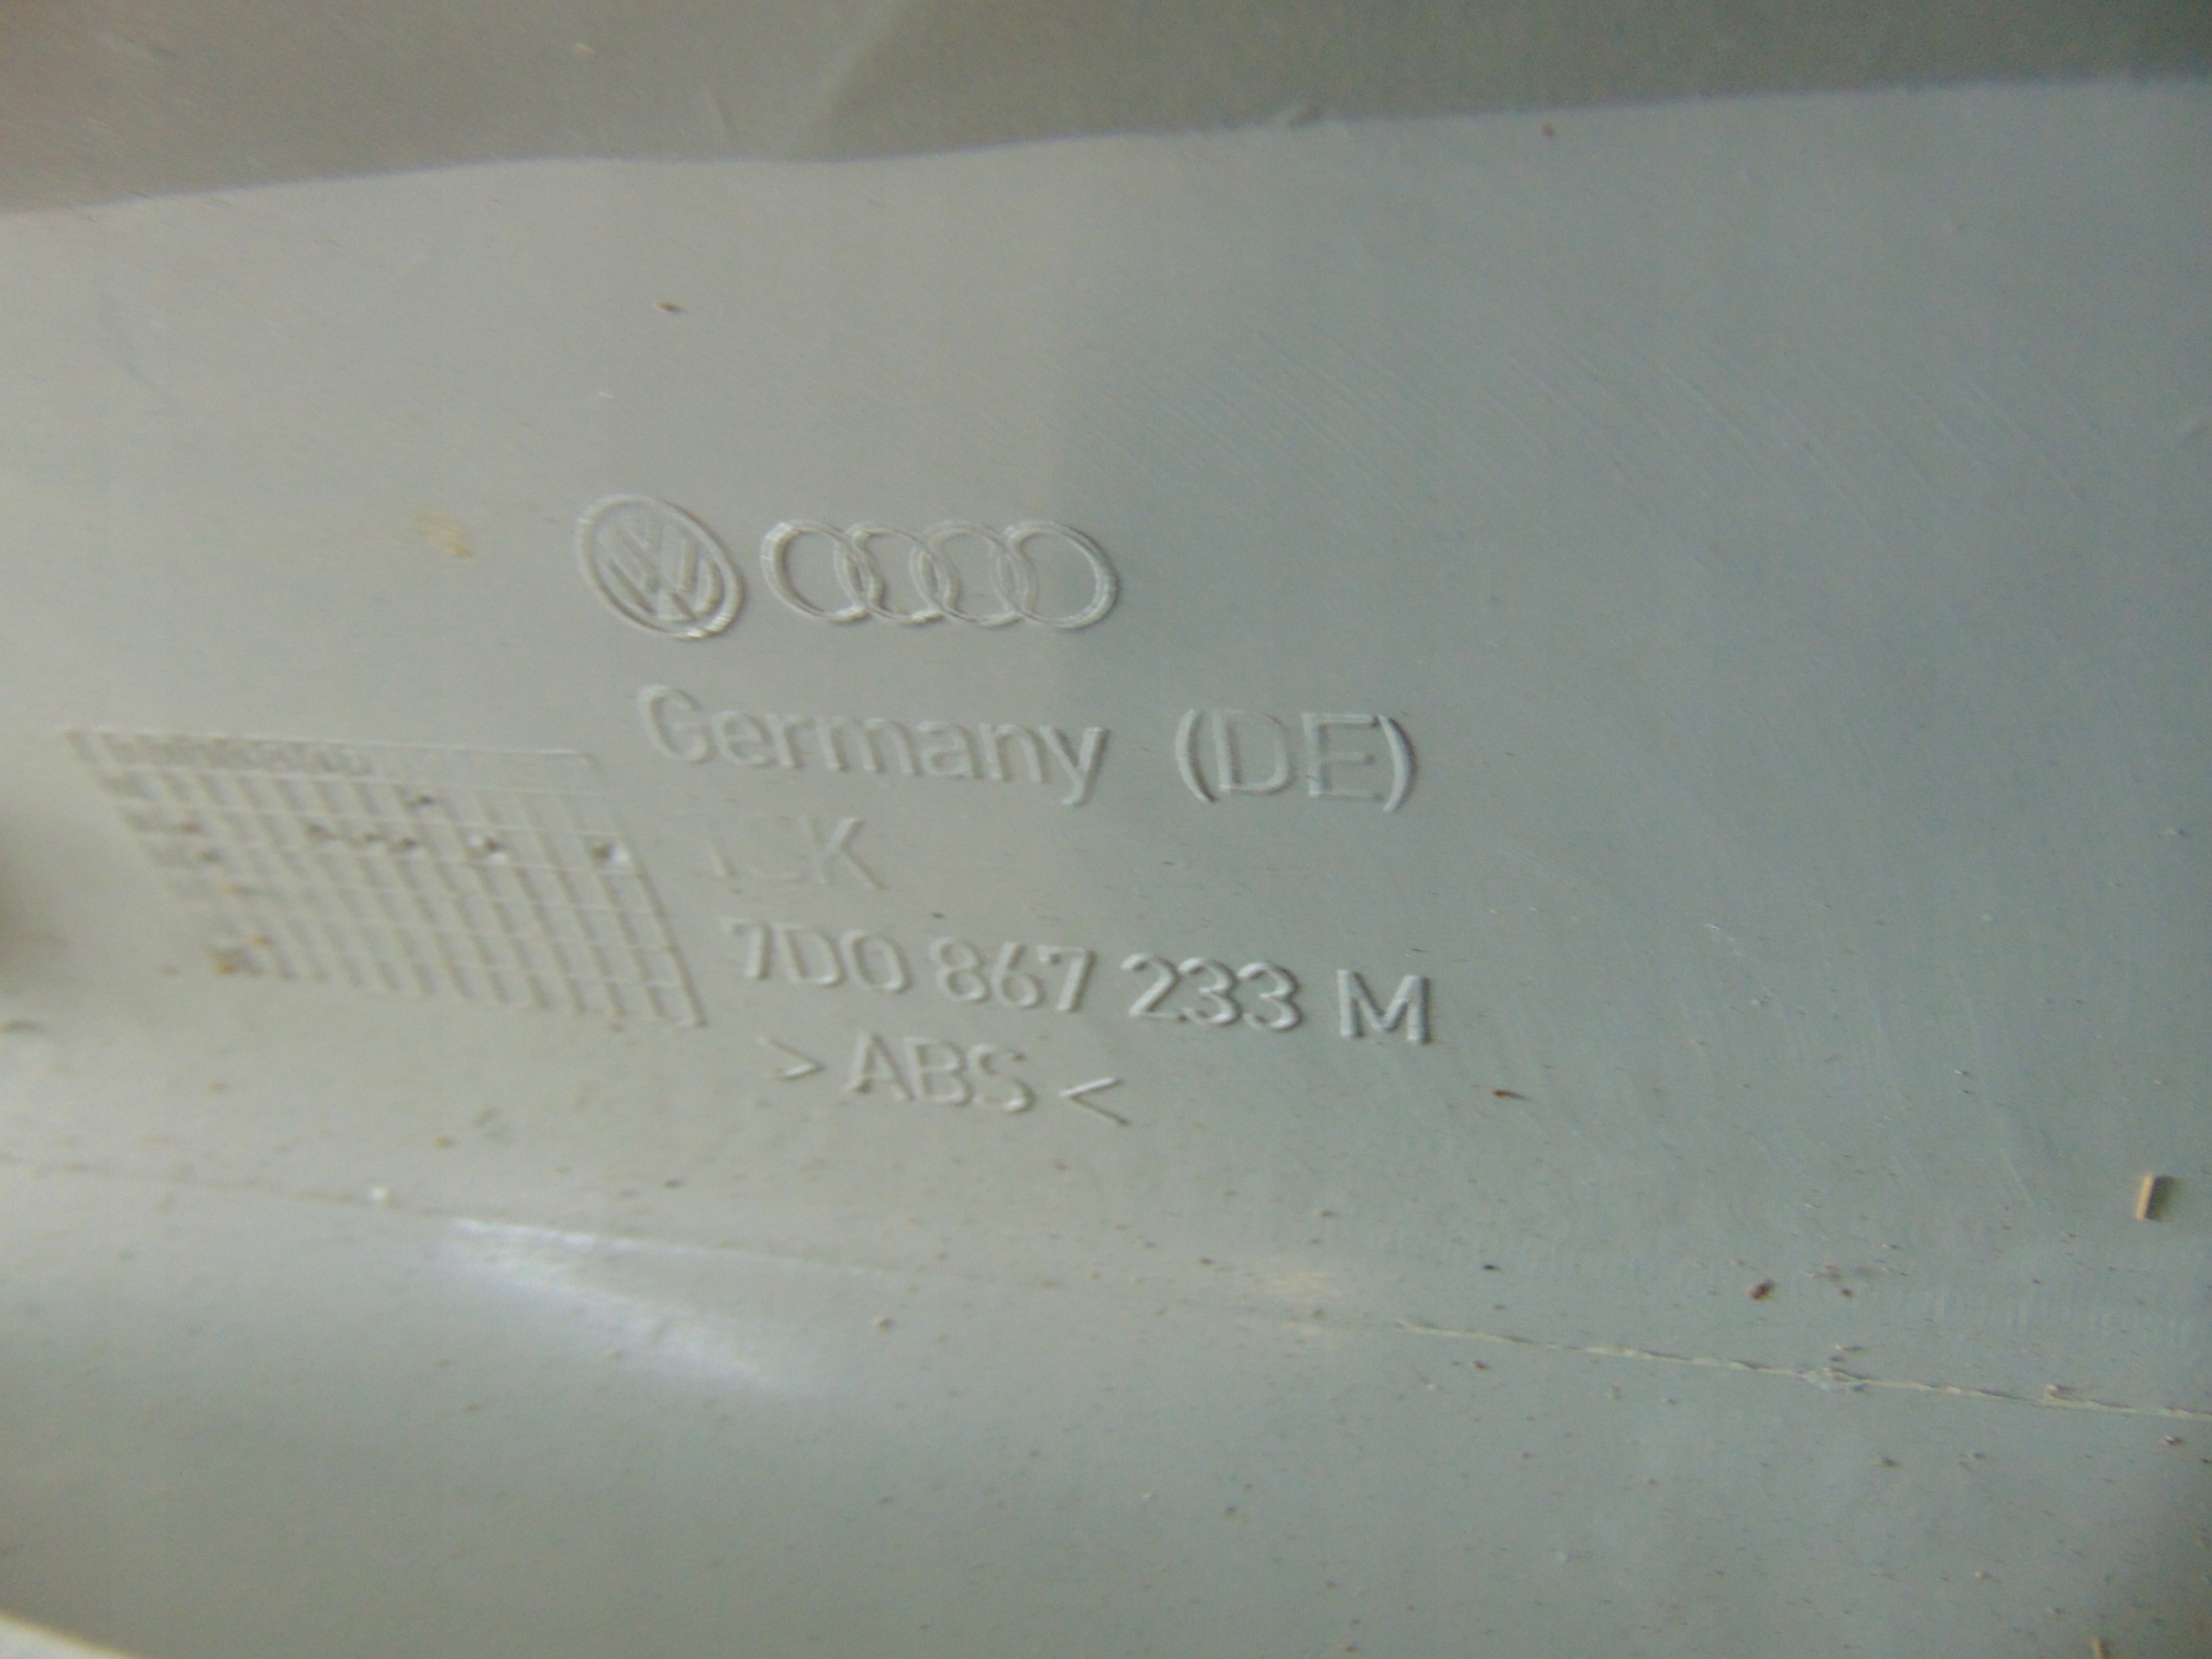 Germany (DE)
7D0 867 233 M
>ABS<